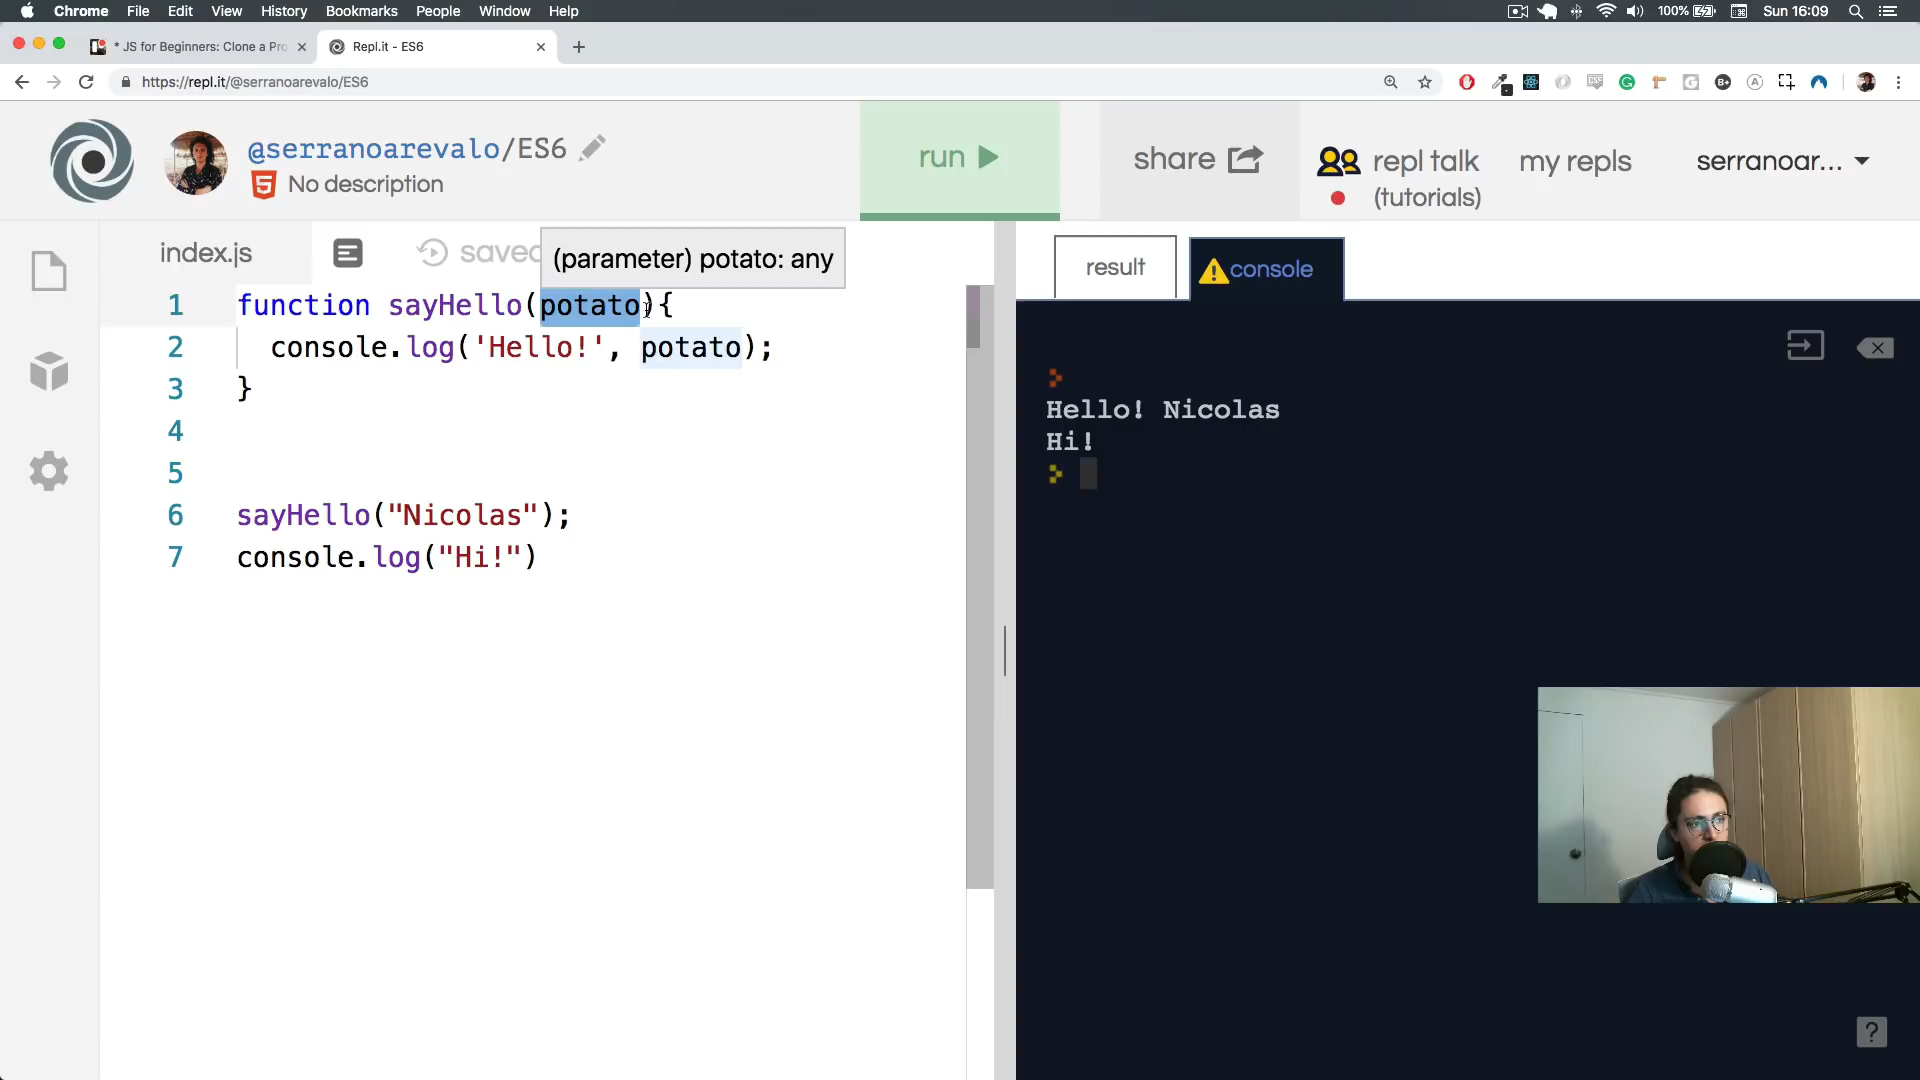 Chrome File Edit View History Bookmarks People Window Help 100% Sun 16:09
* JS for Beginners: Clone a Pro
Repl.it - ES6
https://repl.it/@serranoarevalo/ES6
@serranoarevalo/ES6
No description
run
share
repl talk
(tutorials)
my repls
serranoar...
index.js
saved
(parameter) potato: any
result
console
1 function sayHello(potato){
2 console.log('Hello!', potato);
3 }
4
5
6 sayHello("Nicolas");
7 console.log("Hi!")
Hello! Nicolas
Hi!
?